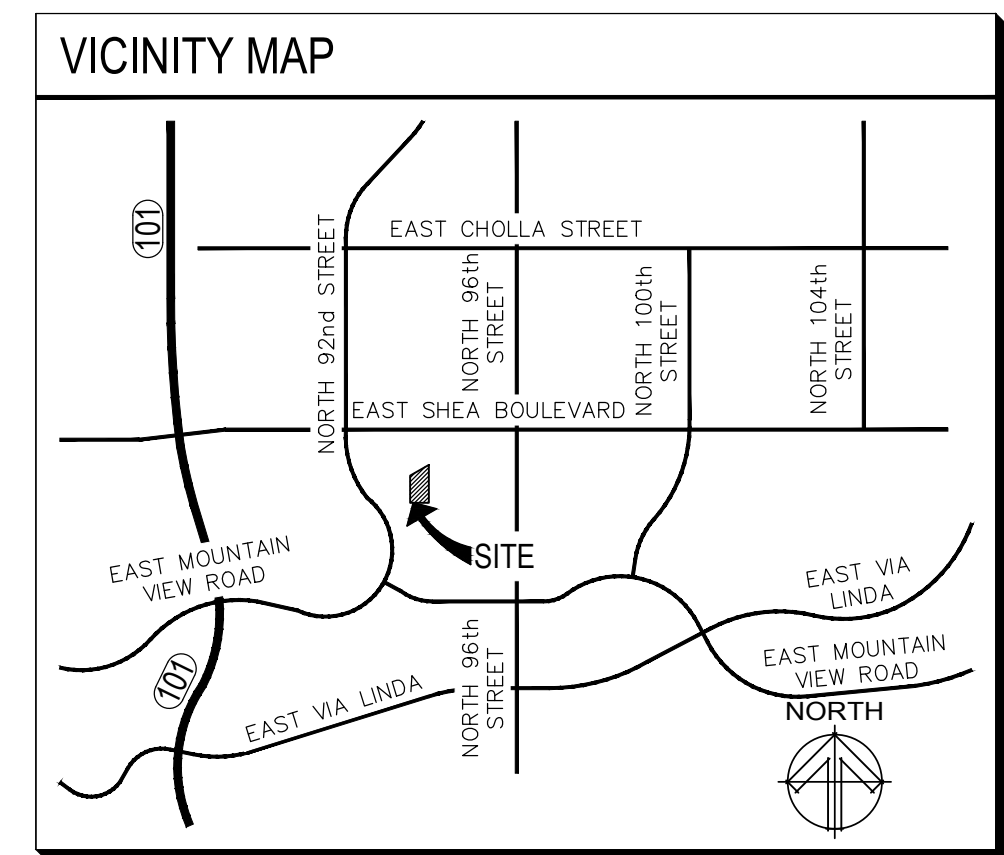 VICINITY MAP
101
EAST CHOLLA STREET
NORTH 92nd STREET
NORTH 96th
STREET
NORTH 100th
STREET
NORTH 104th
STREET
EAST SHEA BOULEVARD
SITE
EAST MOUNTAIN
VIEW ROAD
EAST VIA
LINDA
101
NORTH 96th
STREET
EAST MOUNTAIN
VIEW ROAD
EAST VIA LINDA
NORTH